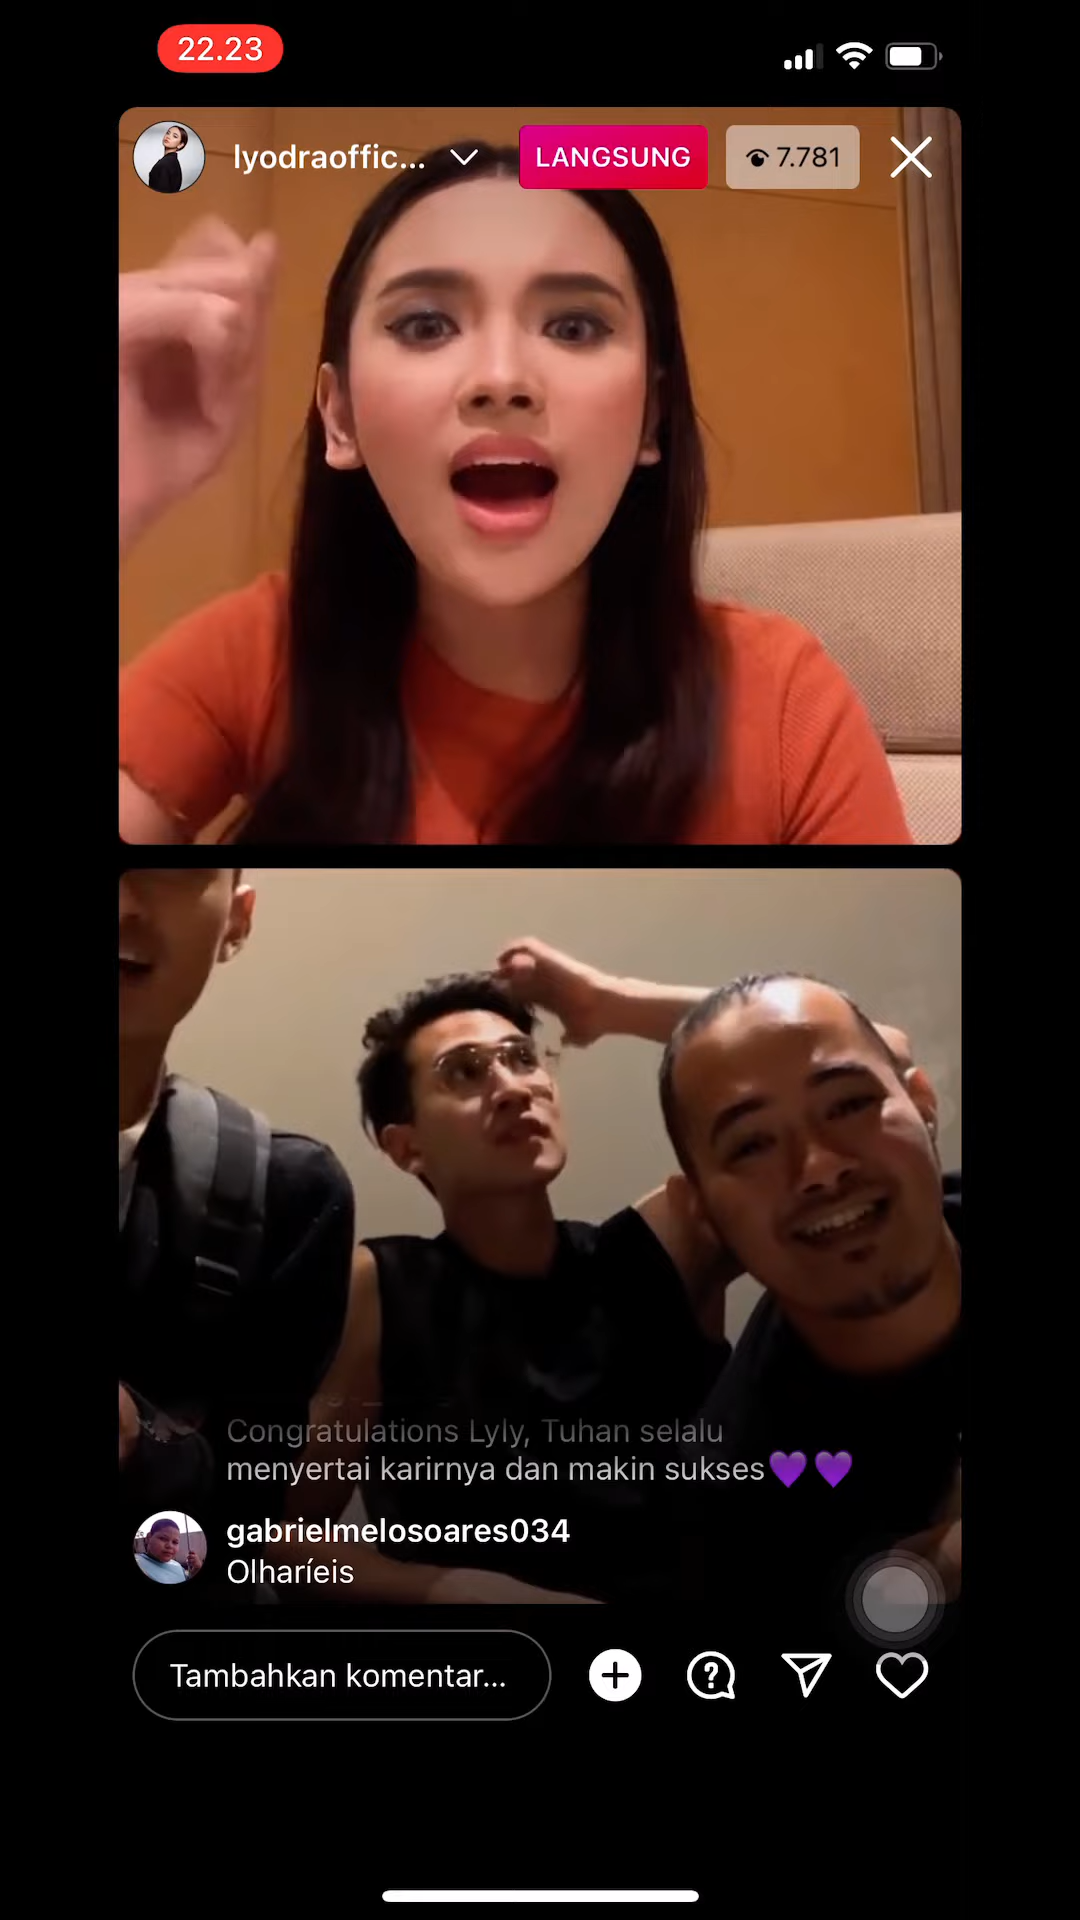 22.23
lyodraoffic...
LANGSUNG
7.781
Congratulations Lyly, Tuhan selalu
menyertai karirnya dan makin sukses💜💜
gabrielmelosoares034
Olharíeis
Tambahkan komentar...